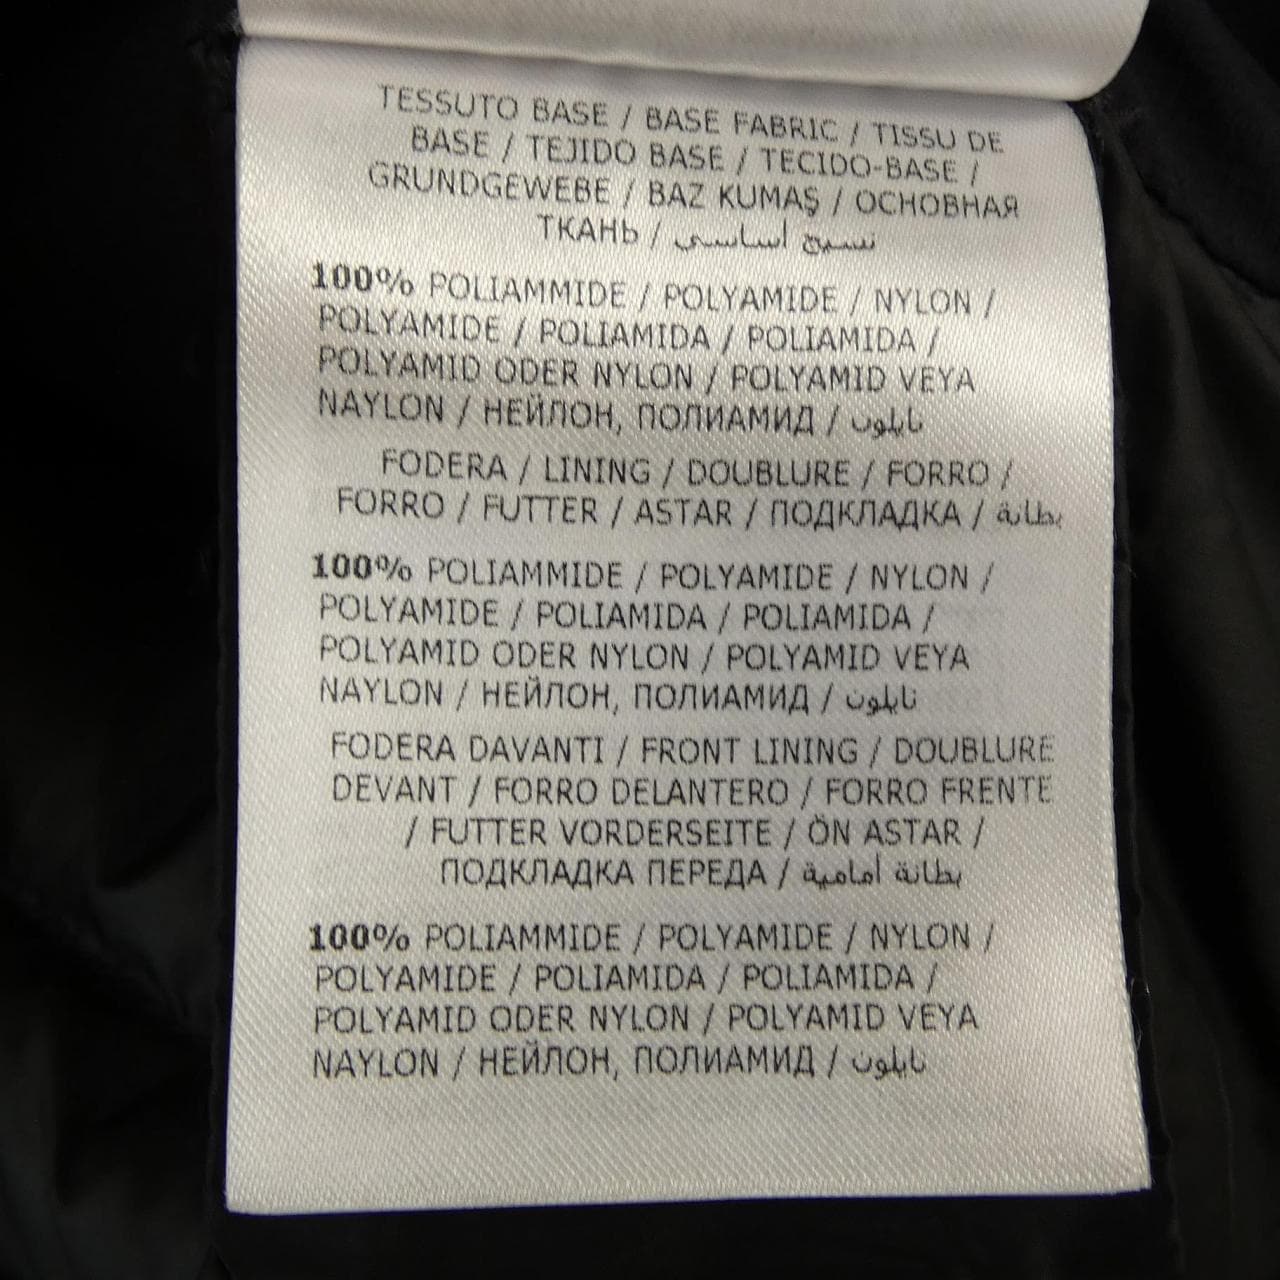 TESSUTO BASE / BASE FABRIC / TISSU DE
BASE / TEJIDO BASE / TECIDO-BASE /
GRUNDGEWEBE / BAZ KUMAŞ / ОСНОВНАЯ
ТКАНЬ / نسيج أساسي
100% POLIAMMIDE / POLYAMIDE / NYLON /
POLYAMIDE / POLIAMIDA / POLIAMIDA /
POLYAMID ODER NYLON / POLYAMID VEYA
NAYLON / НЕЙЛОН, ПОЛИАМИД / نايلون
FODERA / LINING / DOUBLURE / FORRO /
FORRO / FUTTER / ASTAR / ПОДКЛАДКА / بطانة
100% POLIAMMIDE / POLYAMIDE / NYLON /
POLYAMIDE / POLIAMIDA / POLIAMIDA /
POLYAMID ODER NYLON / POLYAMID VEYA
NAYLON / НЕЙЛОН, ПОЛИАМИД / نايلون
FODERA DAVANTI / FRONT LINING / DOUBLURE
DEVANT / FORRO DELANTERO / FORRO FRENTE
/ FUTTER VORDERSEITE / ÖN ASTAR /
ПОДКЛАДКА ПЕРЕДА / بطانة أمامية
100% POLIAMMIDE / POLYAMIDE / NYLON /
POLYAMIDE / POLIAMIDA / POLIAMIDA /
POLYAMID ODER NYLON / POLYAMID VEYA
NAYLON / НЕЙЛОН, ПОЛИАМИД / نايلون